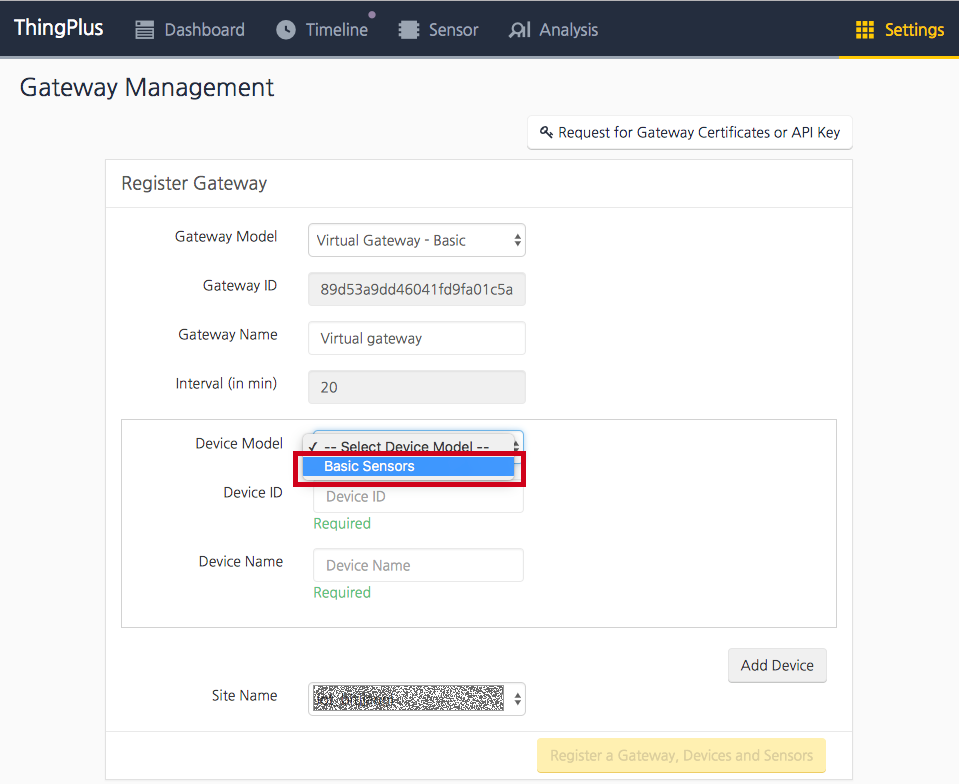 ThingPlus Dashboard Timeline Sensor Analysis Settings
Gateway Management
Request for Gateway Certificates or API Key
Register Gateway
Gateway Model Virtual Gateway - Basic
Gateway ID 89d53a9dd46041fd9fa01c5a
Gateway Name Virtual gateway
Interval (in min) 20
Device Model ✓ -- Select Device Model --
Basic Sensors
Device ID Device ID
Required
Device Name Device Name
Required
Add Device
Site Name
Register a Gateway, Devices and Sensors